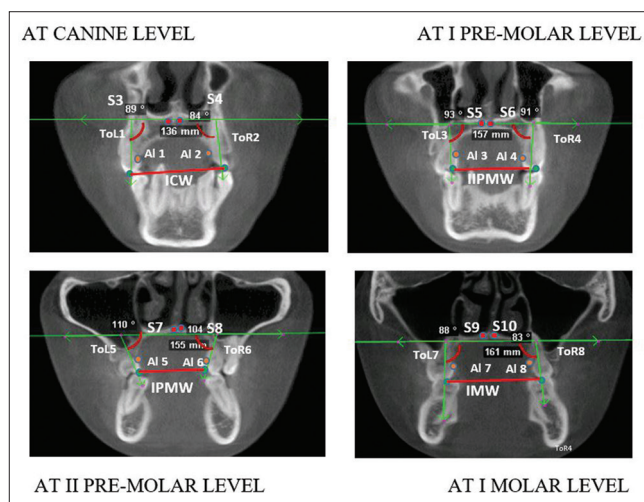 AT CANINE LEVEL
AT I PRE-MOLAR LEVEL
S3 S4
89 ° 84 °
ToL1 136 mm ToR2
Al 1 Al 2
ICW
S5 S6
93 ° 91 °
ToL3 157 mm ToR4
Al 3 Al 4
IIPMW
S7 S8
110 ° 104
ToL5 155 mm ToR6
Al 5 Al 6
IPMW
S9 S10
88 ° 83 °
ToL7 161 mm ToR8
Al 7 Al 8
IMW
ToR4
AT II PRE-MOLAR LEVEL
AT I MOLAR LEVEL